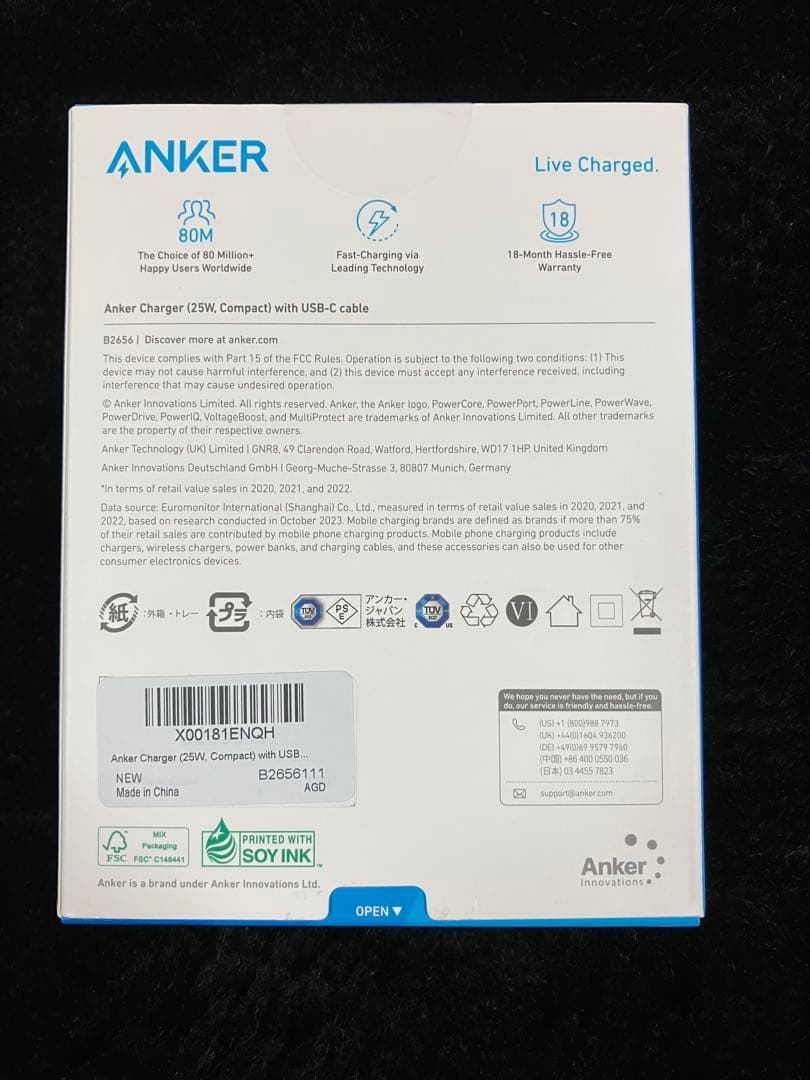 ANKER
Live Charged.
80M
18
The Choice of 80 Million+
Happy Users Worldwide
Fast-Charging via
Leading Technology
18-Month Hassle-Free
Warranty
Anker Charger (25W, Compact) with USB-C cable
B2656 | Discover more at anker.com
This device complies with Part 15 of the FCC Rules. Operation is subject to the following two conditions: (1) This
device may not cause harmful interference, and (2) this device must accept any interference received, including
interference that may cause undesired operation.
© Anker Innovations Limited. All rights reserved. Anker, the Anker logo, PowerCore, PowerPort, PowerLine, PowerWave,
PowerDrive, PowerIQ, VoltageBoost, and MultiProtect are trademarks of Anker Innovations Limited. All other trademarks
are the property of their respective owners.
Anker Technology (UK) Limited | GNR8, 49 Clarendon Road, Watford, Hertfordshire, WD17 1HP, United Kingdom
Anker Innovations Deutschland GmbH | Georg-Muche-Strasse 3, 80807 Munich, Germany
*In terms of retail value sales in 2020, 2021, and 2022.
Data source: Euromonitor International (Shanghai) Co., Ltd., measured in terms of retail value sales in 2020, 2021, and
2022, based on research conducted in October 2023. Mobile charging brands are defined as brands if more than 75%
of their retail sales are contributed by mobile phone charging products. Mobile phone charging products include
chargers, wireless chargers, power banks, and charging cables, and these accessories can also be used for other
consumer electronics devices.
紙 :外箱・トレー
プラ :内袋
TÜV
PS
E
アンカー・
ジャパン
株式会社
TÜV
C US
VI
X00181ENQH
Anker Charger (25W, Compact) with USB...
NEW B2656111
Made in China AGD
We hope you never have the need, but if you
do, our service is friendly and hassle-free.
(US) +1 (800)988 7973
(UK) +44(0)1604 936200
(DE) +49(0)69 9579 7960
(中国) +86 400 0550 036
(日本) 03 4455 7823
support@anker.com
FSC
MIX
Packaging
FSC™ C148441
PRINTED WITH
SOY INK™
Anker
Innovations
Anker is a brand under Anker Innovations Ltd.
OPEN ▼